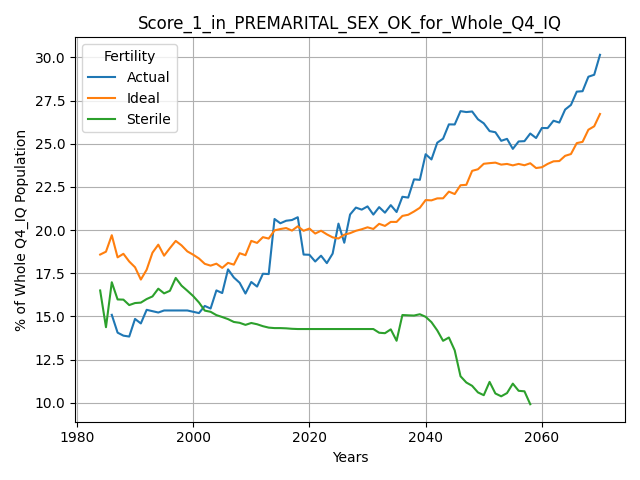 Score_1_in_PREMARITAL_SEX_OK_for_Whole_Q4_IQ
Fertility
Actual
Ideal
Sterile
% of Whole Q4_IQ Population
30.0
27.5
25.0
22.5
20.0
17.5
15.0
12.5
10.0
1980 2000 2020 2040 2060
Years